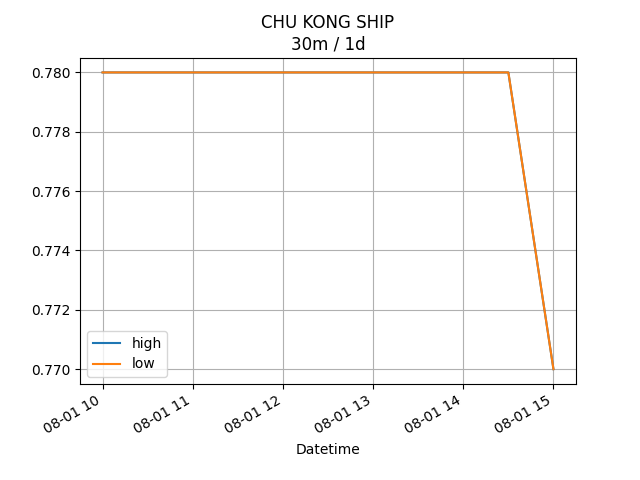 CHU KONG SHIP
30m / 1d
0.780
0.778
0.776
0.774
0.772
0.770
high
low
08-01 10
08-01 11
08-01 12
08-01 13
08-01 14
08-01 15
Datetime